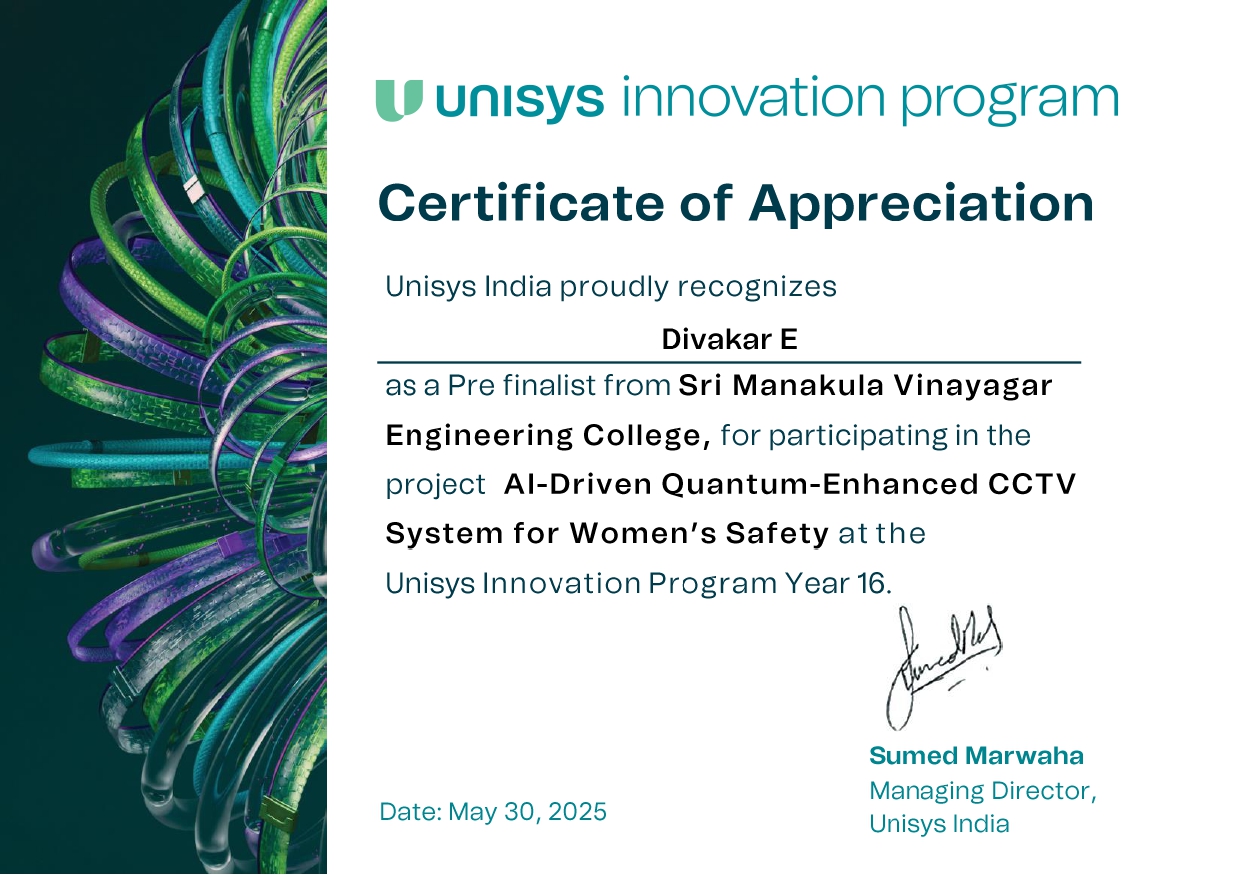 unisys innovation program
Certificate of Appreciation
Unisys India proudly recognizes
Divakar E
as a Pre finalist from Sri Manakula Vinayagar
Engineering College, for participating in the
project AI-Driven Quantum-Enhanced CCTV
System for Women's Safety at the
Unisys Innovation Program Year 16.
Sumed Marwaha
Managing Director,
Date: May 30, 2025
Unisys India